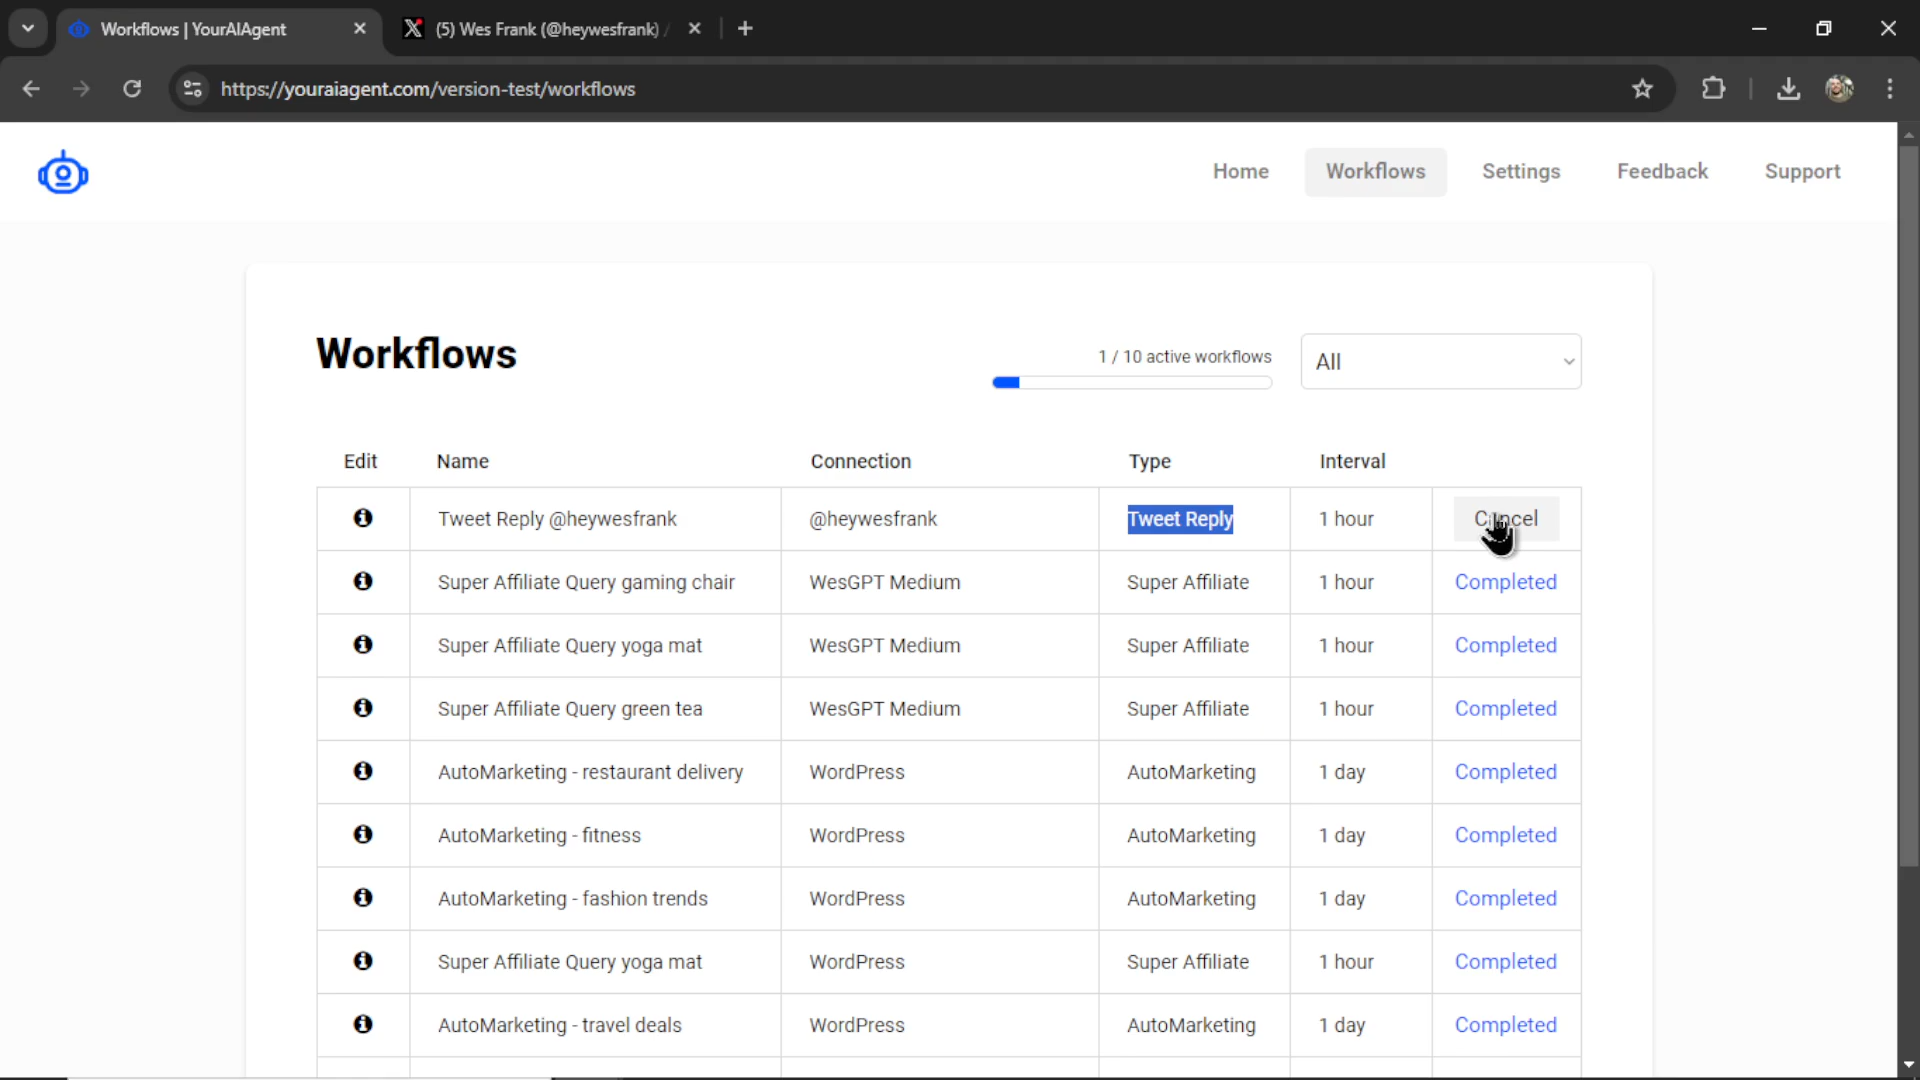 Workflows | YourAIAgent
(5) Wes Frank (@heywesfrank) /
https://youraiagent.com/version-test/workflows
Home
Workflows
Settings
Feedback
Support
Workflows
1 / 10 active workflows
All
Edit Name Connection Type Interval
Tweet Reply @heywesfrank @heywesfrank Tweet Reply 1 hour Cancel
Super Affiliate Query gaming chair WesGPT Medium Super Affiliate 1 hour Completed
Super Affiliate Query yoga mat WesGPT Medium Super Affiliate 1 hour Completed
Super Affiliate Query green tea WesGPT Medium Super Affiliate 1 hour Completed
AutoMarketing - restaurant delivery WordPress AutoMarketing 1 day Completed
AutoMarketing - fitness WordPress AutoMarketing 1 day Completed
AutoMarketing - fashion trends WordPress AutoMarketing 1 day Completed
Super Affiliate Query yoga mat WordPress Super Affiliate 1 hour Completed
AutoMarketing - travel deals WordPress AutoMarketing 1 day Completed